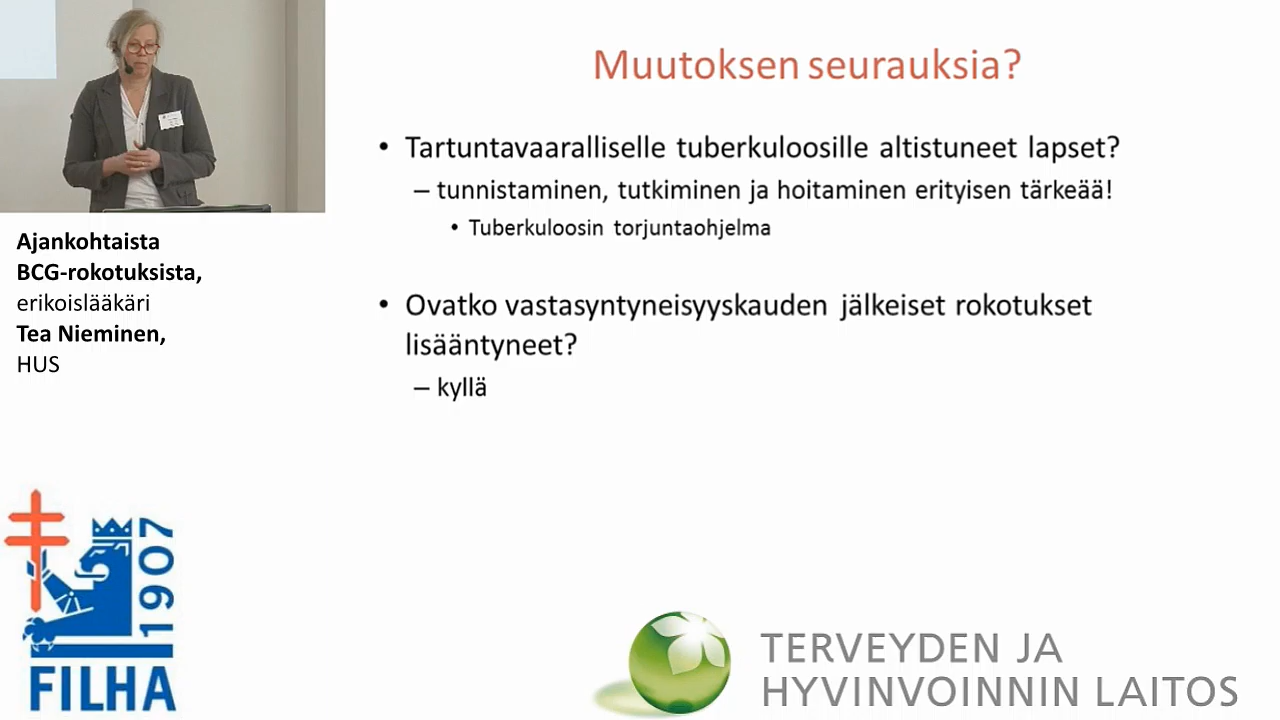 Muutoksen seurauksia?
• Tartuntavaaralliselle tuberkuloosille altistuneet lapset?
– tunnistaminen, tutkiminen ja hoitaminen erityisen tärkeää!
• Tuberkuloosin torjuntaohjelma
• Ovatko vastasyntyneisyyskauden jälkeiset rokotukset
lisääntyneet?
– kyllä
Ajankohtaista
BCG-rokotuksista,
erikoislääkäri
Tea Nieminen,
HUS
1907
FILHA
TERVEYDEN JA
HYVINVOINNIN LAITOS